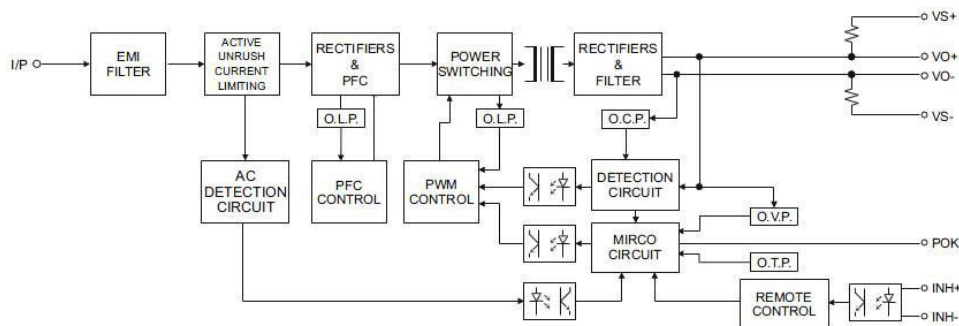 I/P
EMI
FILTER
ACTIVE
UNRUSH
CURRENT
LIMITING
RECTIFIERS
&
PFC
POWER
SWITCHING
RECTIFIERS
&
FILTER
VS+
VO+
VO-
VS-
O.L.P.
O.L.P.
O.C.P.
AC
DETECTION
CIRCUIT
PFC
CONTROL
PWM
CONTROL
DETECTION
CIRCUIT
O.V.P.
MIRCO
CIRCUIT
POK
O.T.P.
REMOTE
CONTROL
INH+
INH-